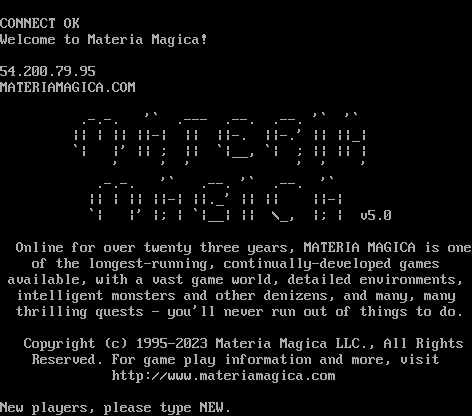 CONNECT OK
Welcome to Materia Magica!
54.200.79.95
MATERIAMAGICA.COM
MATERIA
MAGICA
v5.0
Online for over twenty three years, MATERIA MAGICA is one
of the longest-running, continually-developed games
available, with a vast game world, detailed environments,
intelligent monsters and other denizens, and many, many
thrilling quests - you'll never run out of things to do.
Copyright (c) 1995-2023 Materia Magica LLC., All Rights
Reserved. For game play information and more, visit
http://www.materiamagica.com
New players, please type NEW.